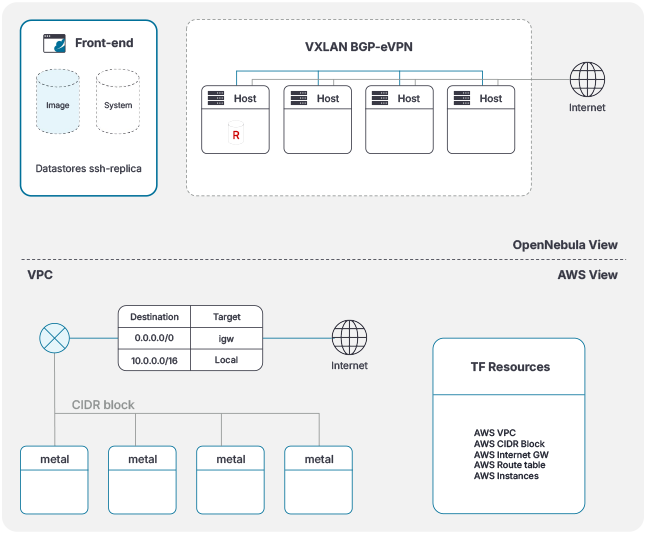 Front-end
Image
System
Datastores ssh-replica
VXLAN BGP-eVPN
Host
Host
Host
Host
R
Internet
OpenNebula View
VPC
AWS View
Destination
Target
0.0.0.0/0
igw
10.0.0.0/16
Local
Internet
CIDR block
metal
metal
metal
metal
TF Resources
AWS VPC
AWS CIDR Block
AWS Internet GW
AWS Route table
AWS Instances